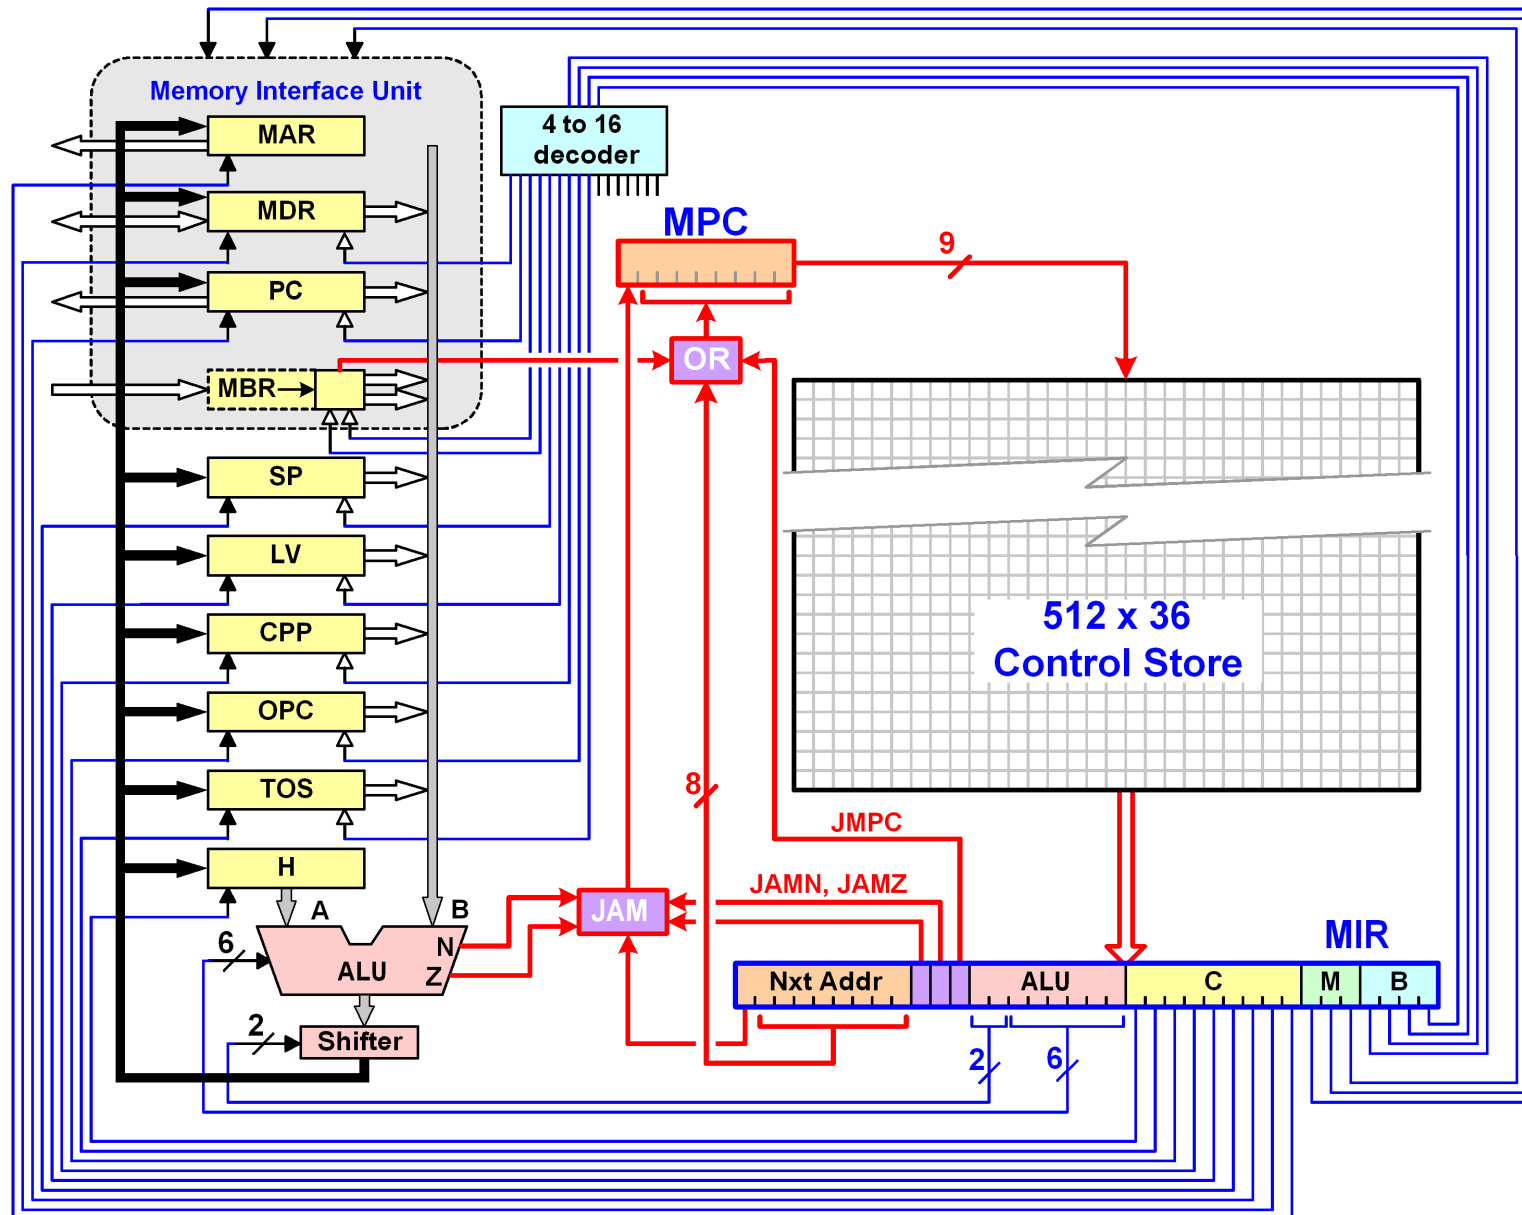 Memory Interface Unit
MAR
4 to 16
decoder
MDR
MPC
9
PC
OR
MBR
SP
LV
512 x 36
Control Store
CPP
OPC
TOS
8
JMPC
H
JAMN, JAMZ
A
B
JAM
6
N
ALU
Z
MIR
Nxt Addr
ALU
C
M
B
2
Shifter
2
6